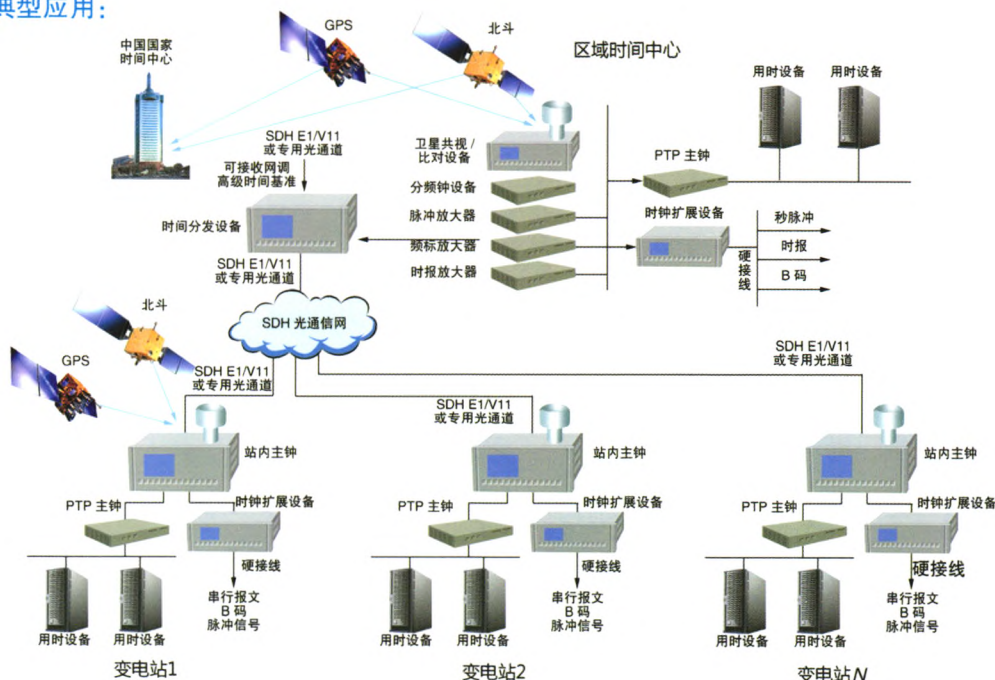 典型应用：
GPS
北斗
中国国家
时间中心
区域时间中心
用时设备
用时设备
SDH E1/V11
或专用光通道
可接收网调
高级时间基准
时间分发设备
卫星共视/
比对设备
分频钟设备
脉冲放大器
频标放大器
时报放大器
PTP 主钟
时钟扩展设备
硬接线
秒脉冲
时报
B 码
SDH E1/V11
或专用光通道
SDH 光通信网
北斗
GPS
SDH E1/V11
或专用光通道
SDH E1/V11
或专用光通道
SDH E1/V11
或专用光通道
站内主钟
PTP 主钟
时钟扩展设备
硬接线
串行报文
B 码
脉冲信号
用时设备
用时设备
变电站1
站内主钟
PTP 主钟
时钟扩展设备
硬接线
串行报文
B 码
脉冲信号
用时设备
用时设备
变电站2
站内主钟
PTP 主钟
时钟扩展设备
硬接线
串行报文
B 码
脉冲信号
用时设备
用时设备
变电站N